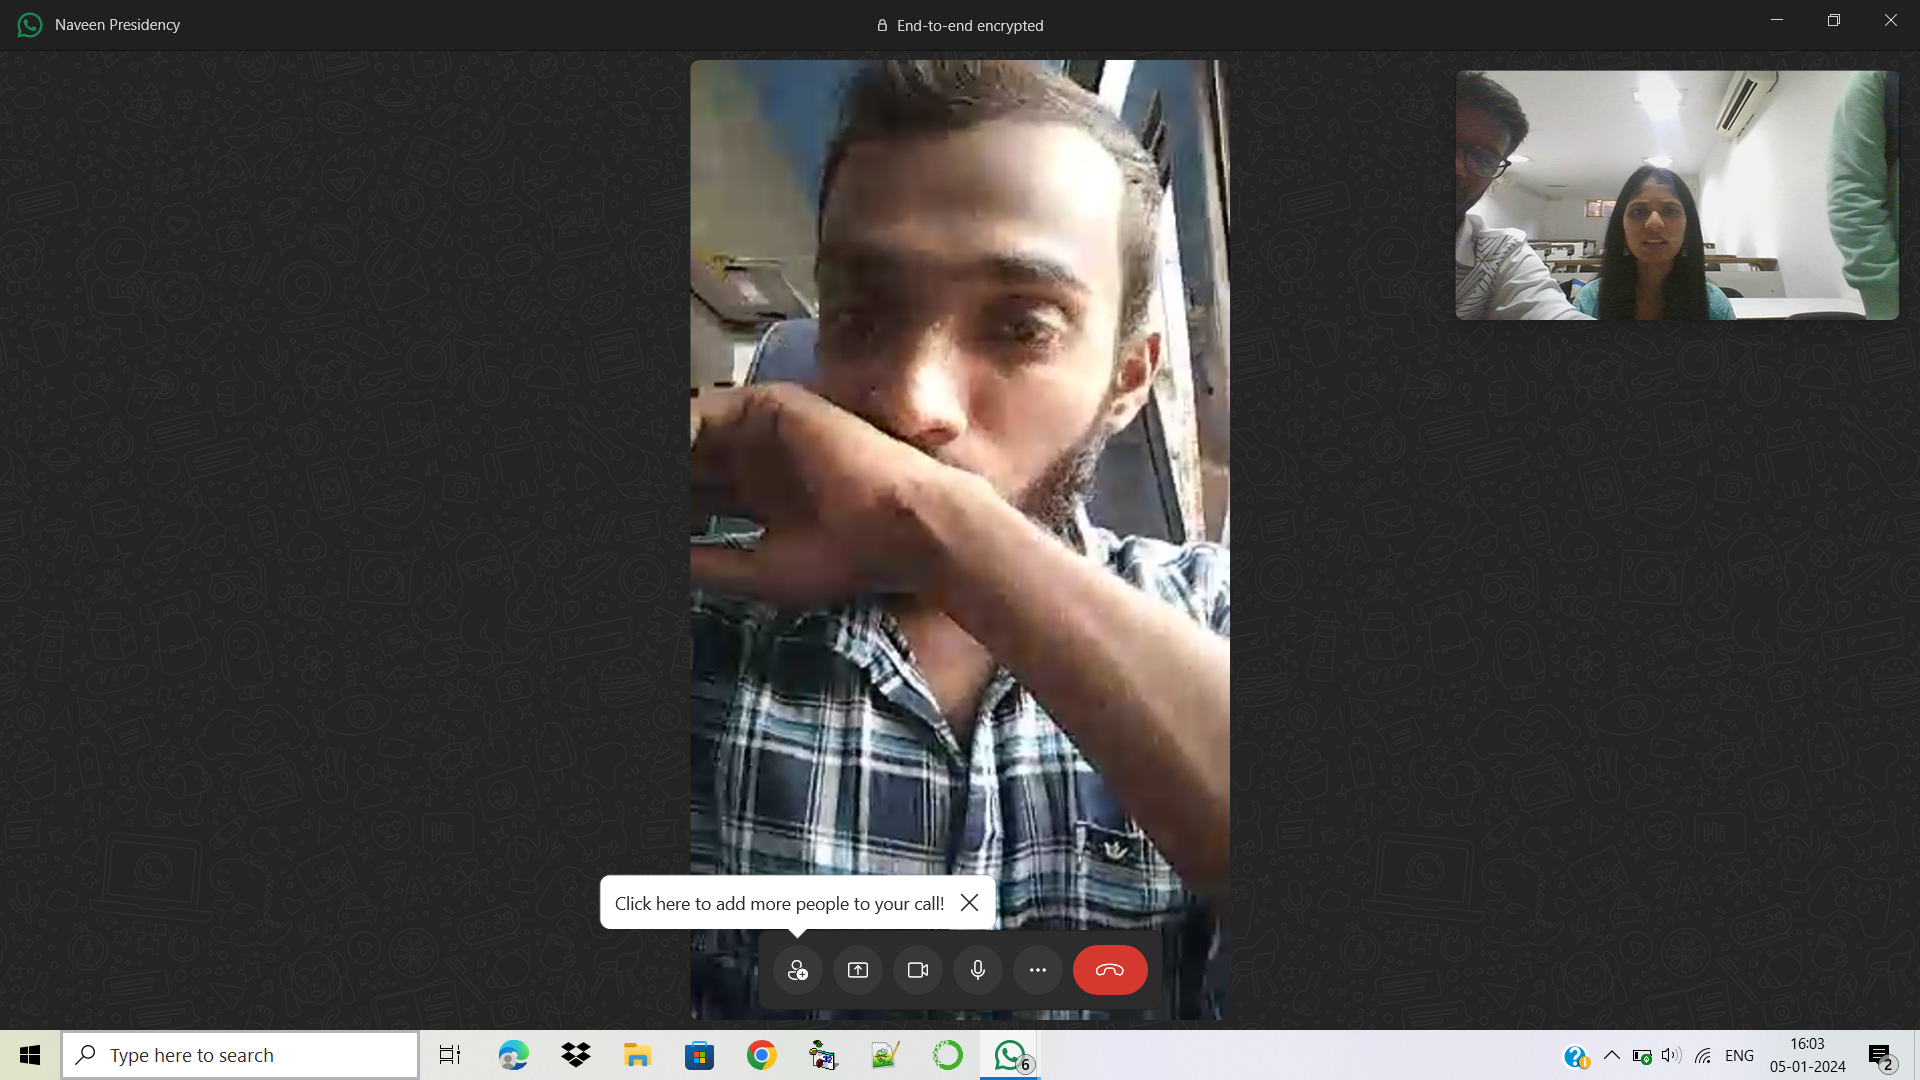 Naveen Presidency
End-to-end encrypted
Click here to add more people to your call!
Type here to search
6
ENG
16:03
05-01-2024
2